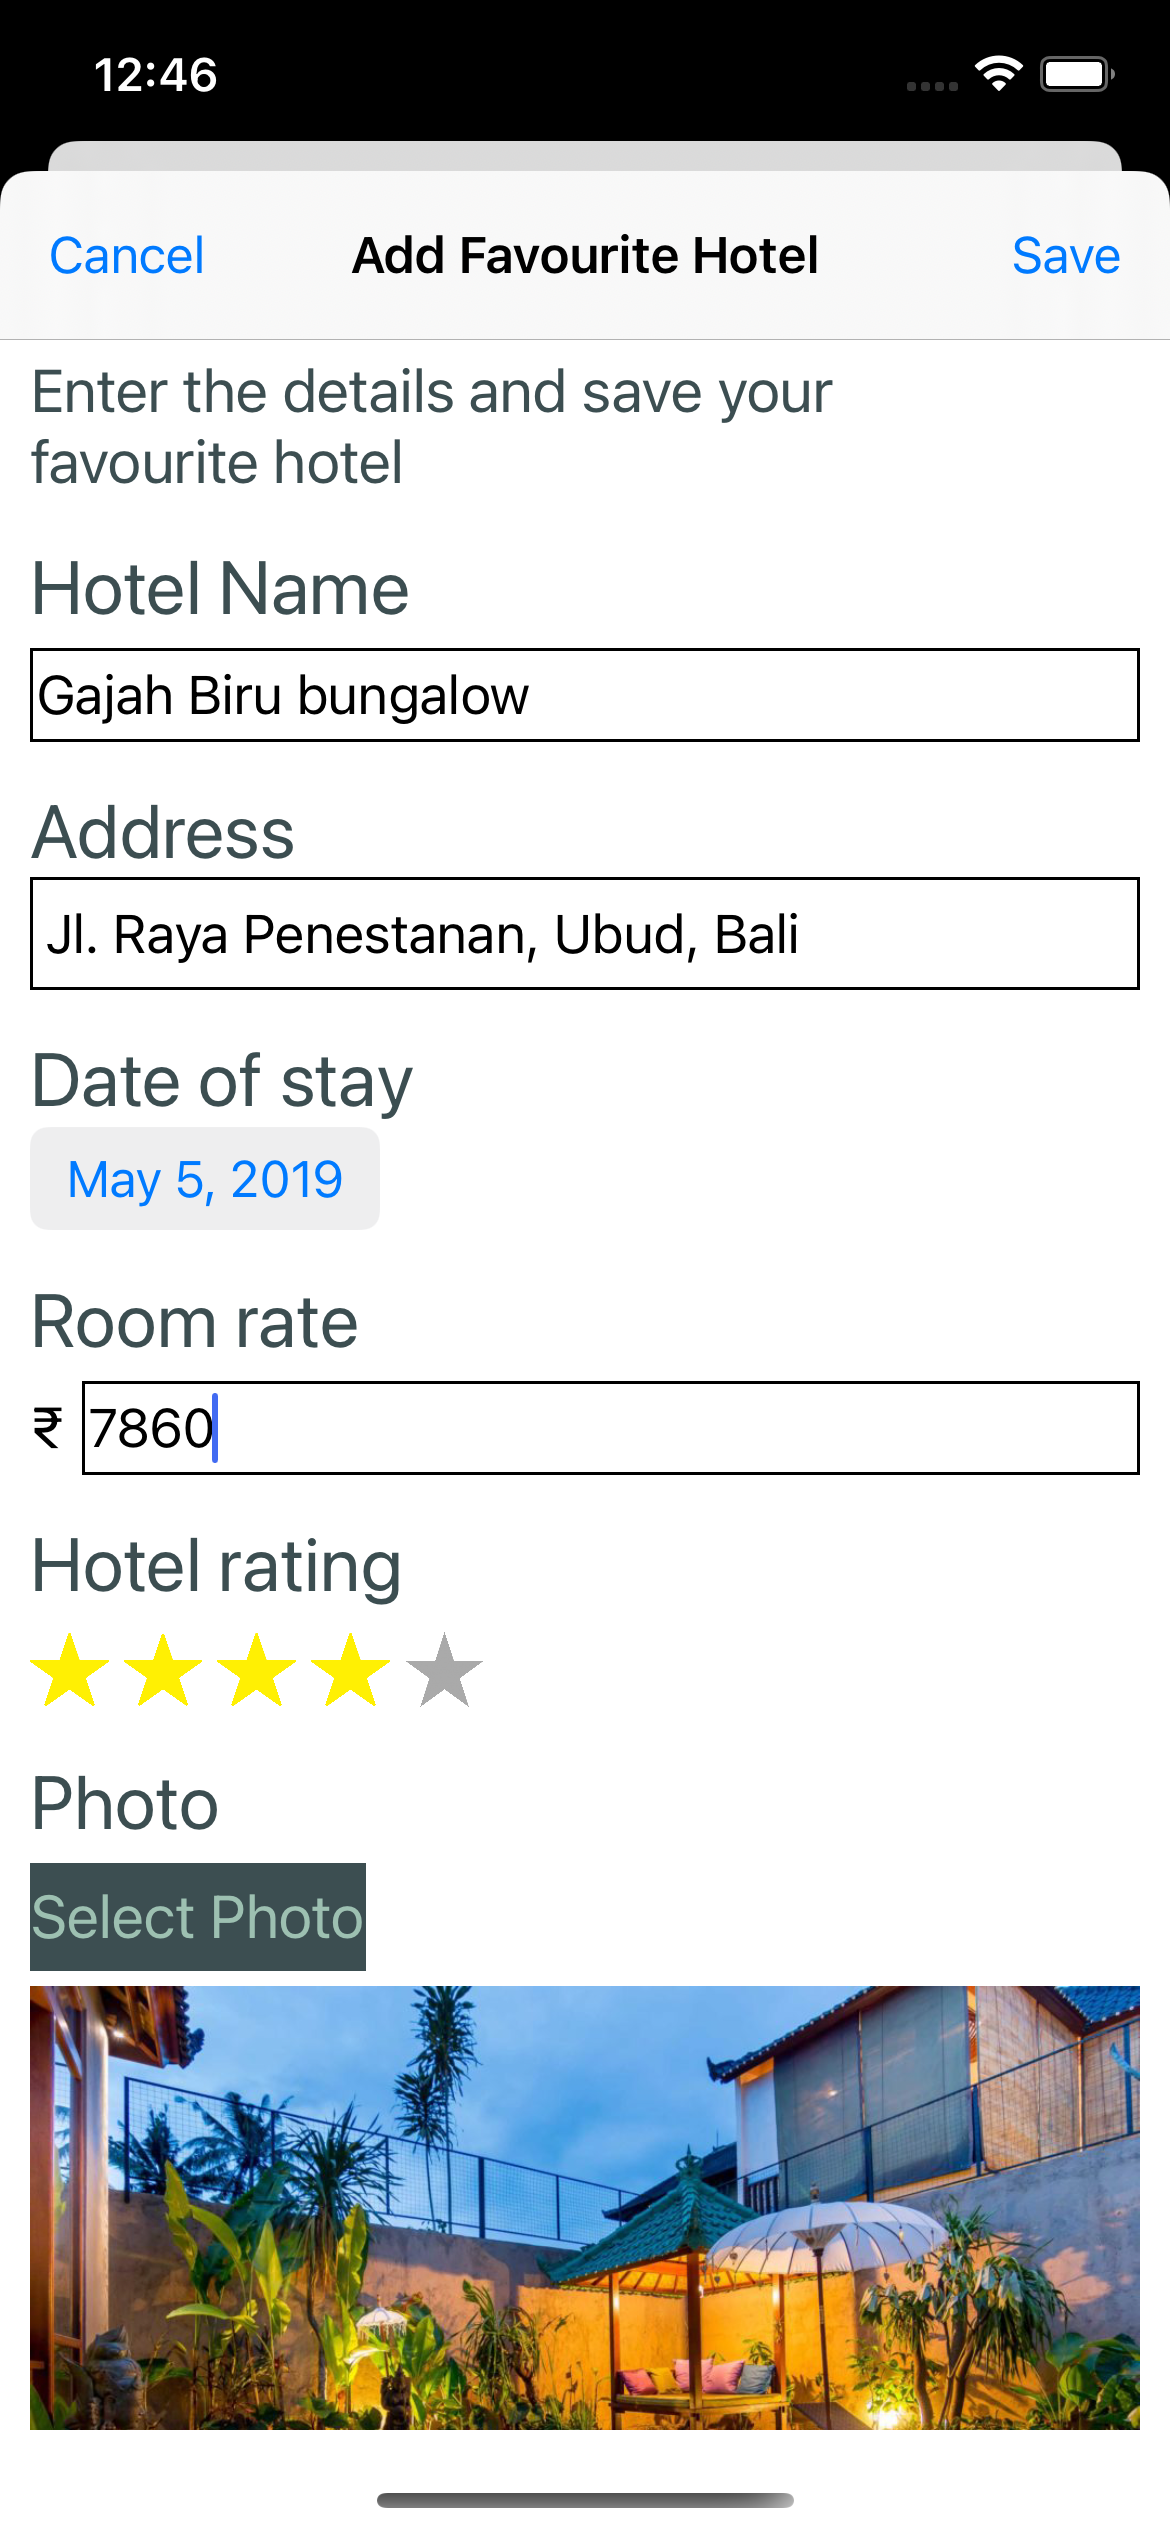 12:46
Cancel Add Favourite Hotel Save
Enter the details and save your
favourite hotel
Hotel Name
Gajah Biru bungalow
Address
Jl. Raya Penestanan, Ubud, Bali
Date of stay
May 5, 2019
Room rate
₹ 7860
Hotel rating
Photo
Select Photo